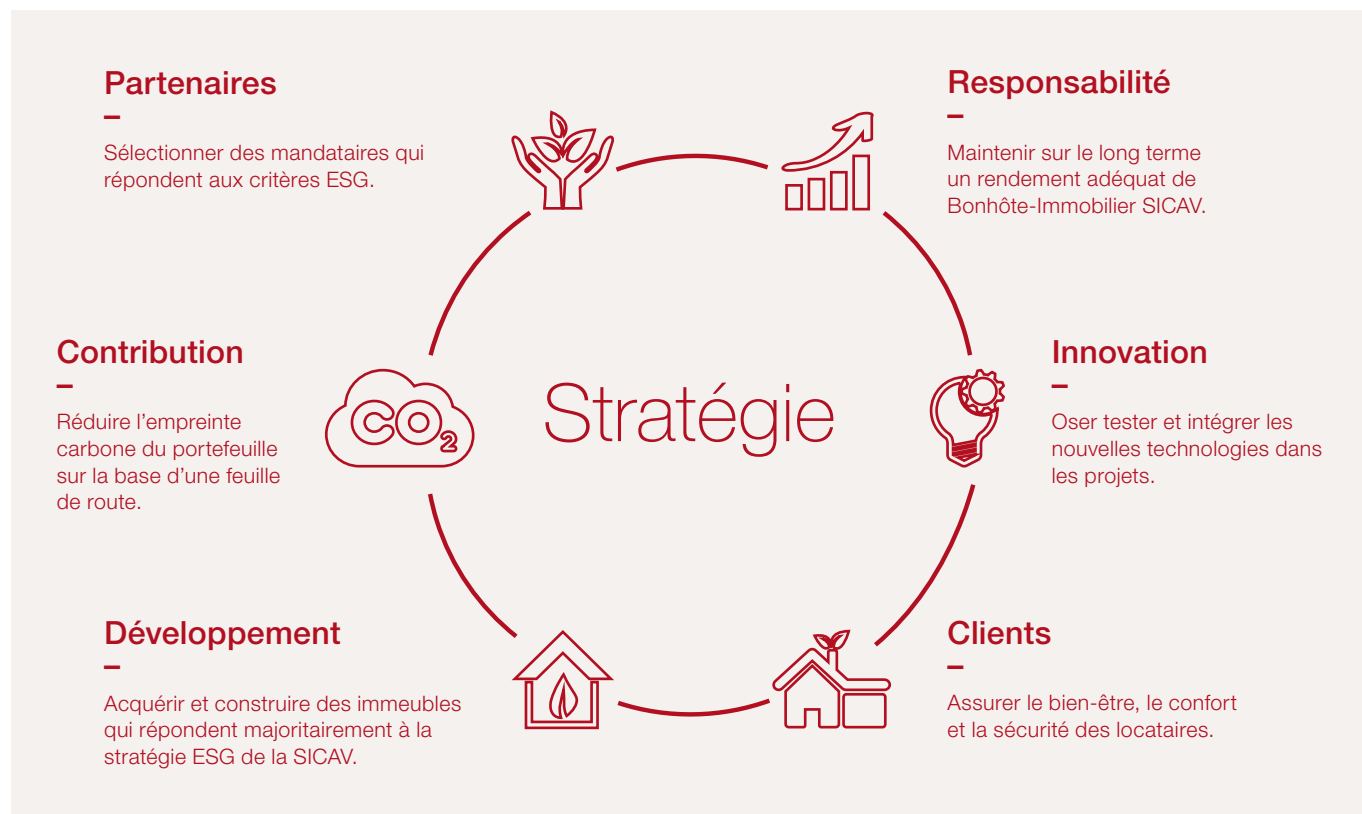 Partenaires
–
Sélectionner des mandataires qui
répondent aux critères ESG.
Responsabilité
–
Maintenir sur le long terme
un rendement adéquat de
Bonhôte-Immobilier SICAV.
Contribution
–
Réduire l’empreinte
carbone du portefeuille
sur la base d’une feuille
de route.
CO2
Stratégie
Innovation
–
Oser tester et intégrer les
nouvelles technologies dans
les projets.
Développement
–
Acquérir et construire des immeubles
qui répondent majoritairement à la
stratégie ESG de la SICAV.
Clients
–
Assurer le bien-être, le confort
et la sécurité des locataires.